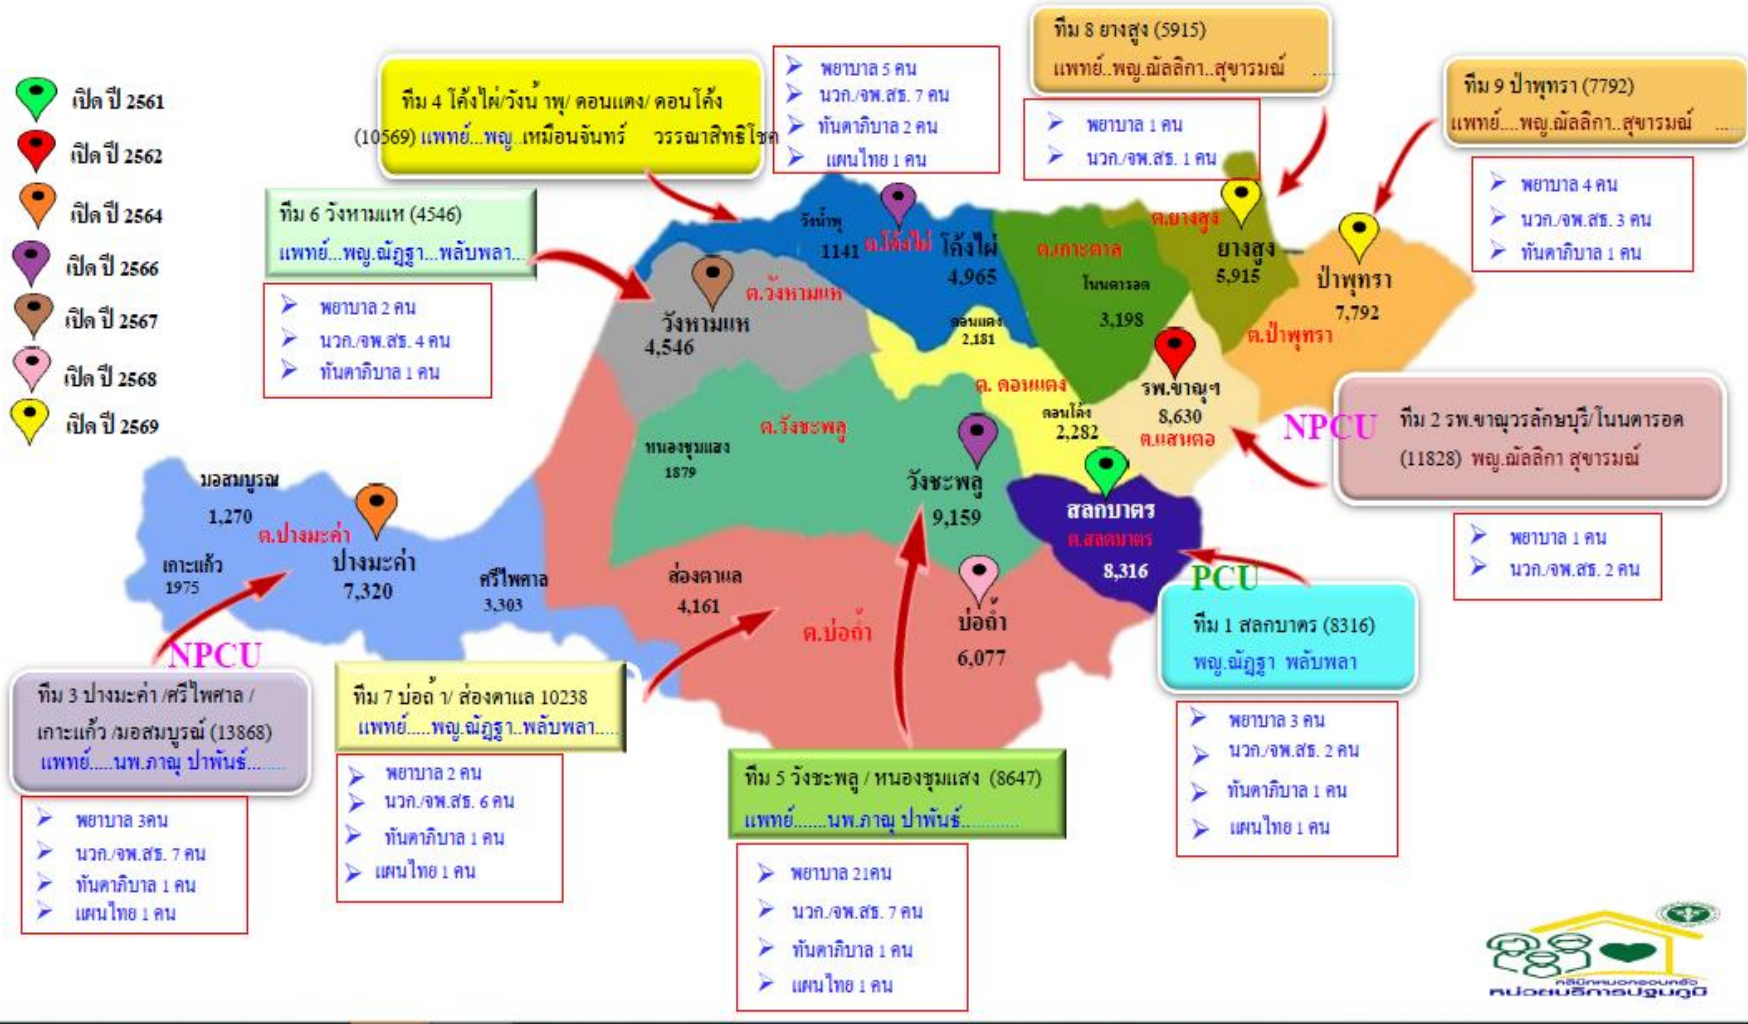 เปิด ปี 2561
เปิด ปี 2562
เปิด ปี 2564
เปิด ปี 2566
เปิด ปี 2567
เปิด ปี 2568
เปิด ปี 2569
ทีม 4 โค้งไผ่/วังน้ำพุ/ ดอนแตง/ ดอนโค้ง
(10569) แพทย์...พญ..เหมือนจันทร์ วรรณาสิทธิโชค
พยาบาล 5 คน
นวก./จพ.สธ. 7 คน
ทันตาภิบาล 2 คน
แผนไทย 1 คน
ทีม 8 ยางสูง (5915)
แพทย์..พญ.ฌัลลิกา..สุขารมณ์ .....
พยาบาล 1 คน
นวก./จพ.สธ. 1 คน
ทีม 9 ป่าพุทรา (7792)
แพทย์....พญ.ฌัลลิกา..สุขารมณ์ ....
พยาบาล 4 คน
นวก./จพ.สธ. 3 คน
ทันตาภิบาล 1 คน
ทีม 6 วังหามแห (4546)
แพทย์...พญ.ณัฏฐา...พลับพลา...
พยาบาล 2 คน
นวก./จพ.สธ. 4 คน
ทันตาภิบาล 1 คน
วังน้ำพุ
1141
ต.โค้งไผ่
โค้งไผ่
4,965
ต.เกาะตาล
โนนตารอด
3,198
ต.ยางสูง
ยางสูง
5,915
ป่าพุทรา
7,792
ต.ป่าพุทรา
ต.วังหามแห
วังหามแห
4,546
ดอนแตง
2,181
ต. ดอนแตง
ดอนโค้ง
2,282
รพ.ขาณุฯ
8,630
ต.แสนตอ
NPCU
ทีม 2 รพ.ขาณุวรลักษบุรี/โนนตารอด
(11828) พญ.ฌัลลิกา สุขารมณ์
พยาบาล 1 คน
นวก./จพ.สธ. 2 คน
ต.วังชะพลู
หนองชุมแสง
1879
วังชะพลู
9,159
สลกบาตร
ต.สลกบาตร
8,316
PCU
ทีม 1 สลกบาตร (8316)
พญ.ณัฏฐา พลับพลา
พยาบาล 3 คน
นวก./จพ.สธ. 2 คน
ทันตาภิบาล 1 คน
แผนไทย 1 คน
มอสมบูรณ
1,270
ต.ปางมะค่า
เกาะแก้ว
1975
ปางมะค่า
7,320
ศรีไพศาล
3,303
ส่องตาแล
4,161
ต.บ่อถ้ำ
บ่อถ้ำ
6,077
NPCU
ทีม 3 ปางมะค่า /ศรีไพศาล /
เกาะแก้ว /มอสมบูรณ์ (13868)
แพทย์.....นพ.ภาณุ ปาพันธ์.........
พยาบาล 3คน
นวก./จพ.สธ. 7 คน
ทันตาภิบาล 1 คน
แผนไทย 1 คน
ทีม 7 บ่อถ้ำ/ ส่องตาแล 10238
แพทย์.....พญ.ณัฏฐา..พลับพลา.....
พยาบาล 2 คน
นวก./จพ.สธ. 6 คน
ทันตาภิบาล 1 คน
แผนไทย 1 คน
ทีม 5 วังชะพลู / หนองชุมแสง (8647)
แพทย์.......นพ.ภาณุ ปาพันธ์............
พยาบาล 21คน
นวก./จพ.สธ. 7 คน
ทันตาภิบาล 1 คน
แผนไทย 1 คน
คลินิกหมอครอบครัว
หน่วยบริการปฐมภูมิ